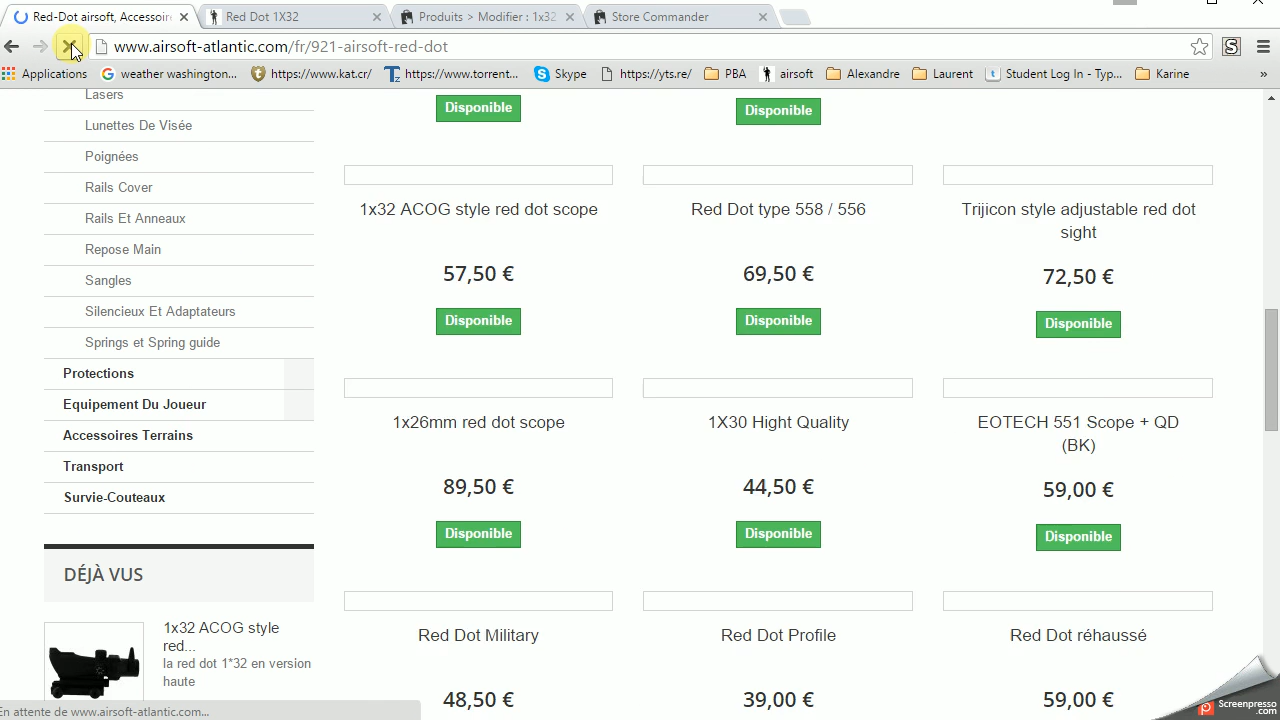 Red-Dot airsoft, Accessoir
Red Dot 1X32
Produits > Modifier : 1x32
Store Commander
www.airsoft-atlantic.com/fr/921-airsoft-red-dot
Applications
weather washington...
https://www.kat.cr/
https://www.torrent...
Skype
https://yts.re/
PBA
airsoft
Alexandre
Laurent
Student Log In - Typ...
Karine
»
Lasers
Lunettes De Visée
Poignées
Rails Cover
Rails Et Anneaux
Repose Main
Sangles
Silencieux Et Adaptateurs
Springs et Spring guide
Protections
Equipement Du Joueur
Accessoires Terrains
Transport
Survie-Couteaux
DÉJÀ VUS
1x32 ACOG style
red...
la red dot 1*32 en version
haute
Disponible
Disponible
1x32 ACOG style red dot scope
57,50 €
Disponible
Red Dot type 558 / 556
69,50 €
Disponible
Trijicon style adjustable red dot
sight
72,50 €
Disponible
1x26mm red dot scope
89,50 €
Disponible
1X30 Hight Quality
44,50 €
Disponible
EOTECH 551 Scope + QD
(BK)
59,00 €
Disponible
Red Dot Military
48,50 €
Red Dot Profile
39,00 €
Red Dot réhaussé
59,00 €
En attente de www.airsoft-atlantic.com...
Screenpresso
.com